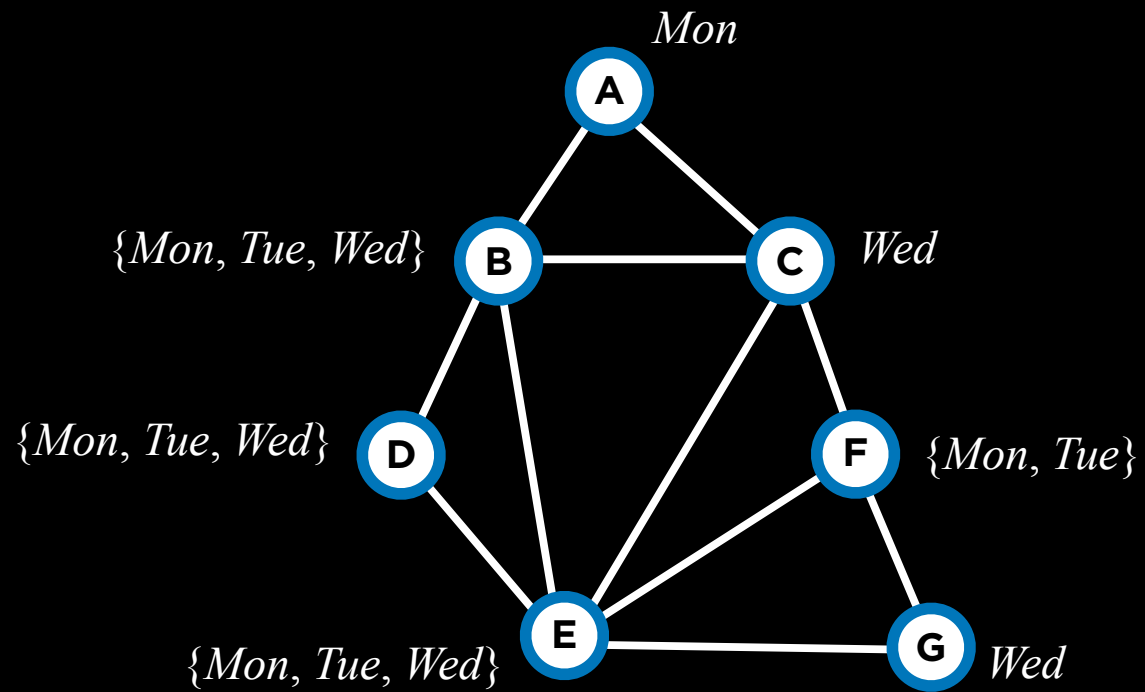 Mon
A
{Mon, Tue, Wed}
B
C
Wed
{Mon, Tue, Wed}
D
F
{Mon, Tue}
E
{Mon, Tue, Wed}
G
Wed